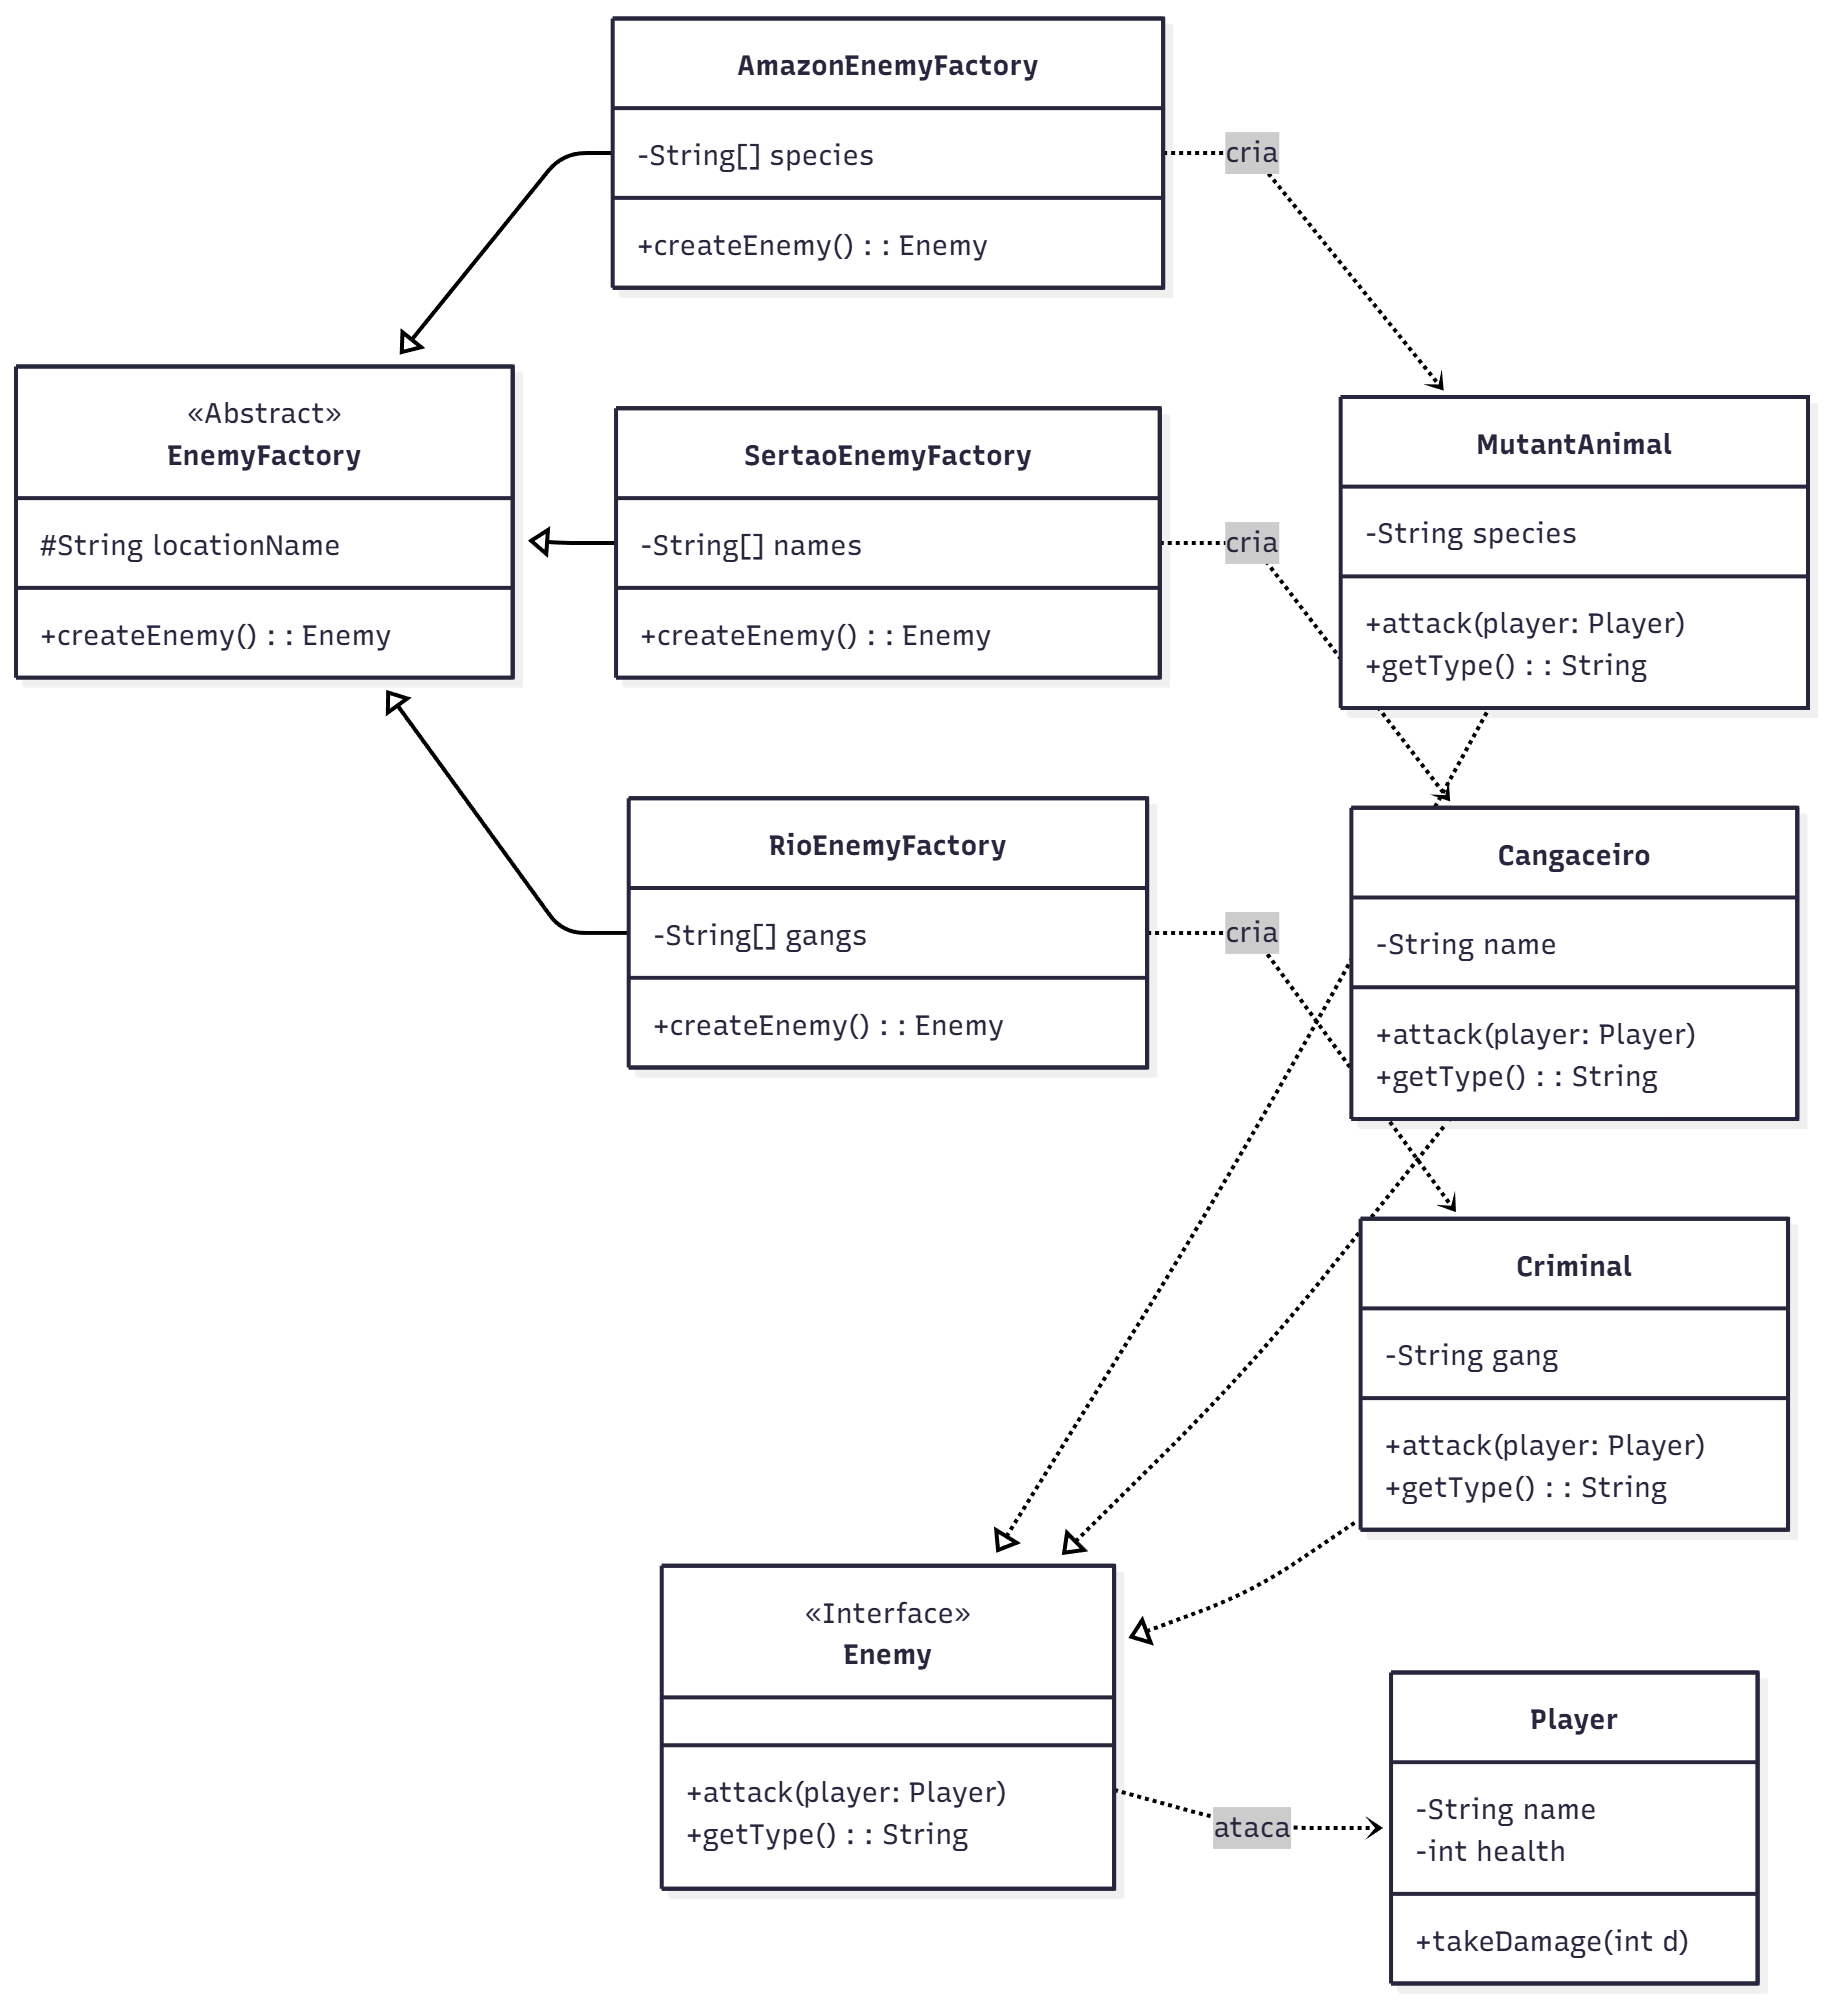 AmazonEnemyFactory
-String[] species
+createEnemy() : : Enemy
cria
«Abstract»
EnemyFactory
#String locationName
+createEnemy() : : Enemy
SertaoEnemyFactory
-String[] names
+createEnemy() : : Enemy
cria
MutantAnimal
-String species
+attack(player: Player)
+getType() : : String
RioEnemyFactory
-String[] gangs
+createEnemy() : : Enemy
cria
Cangaceiro
-String name
+attack(player: Player)
+getType() : : String
Criminal
-String gang
+attack(player: Player)
+getType() : : String
«Interface»
Enemy
+attack(player: Player)
+getType() : : String
ataca
Player
-String name
-int health
+takeDamage(int d)